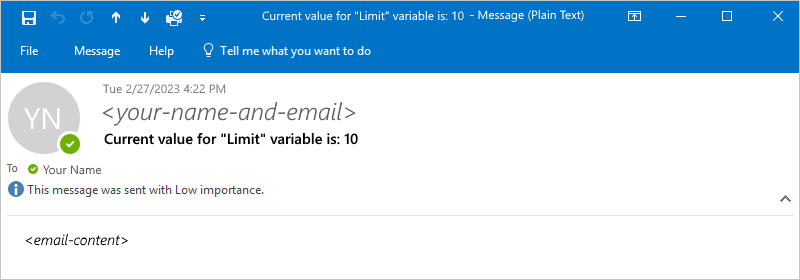 Current value for "Limit" variable is: 10 - Message (Plain Text)
File Message Help Tell me what you want to do
Tue 2/27/2023 4:22 PM
YN
<your-name-and-email>
Current value for "Limit" variable is: 10
To Your Name
This message was sent with Low importance.
<email-content>